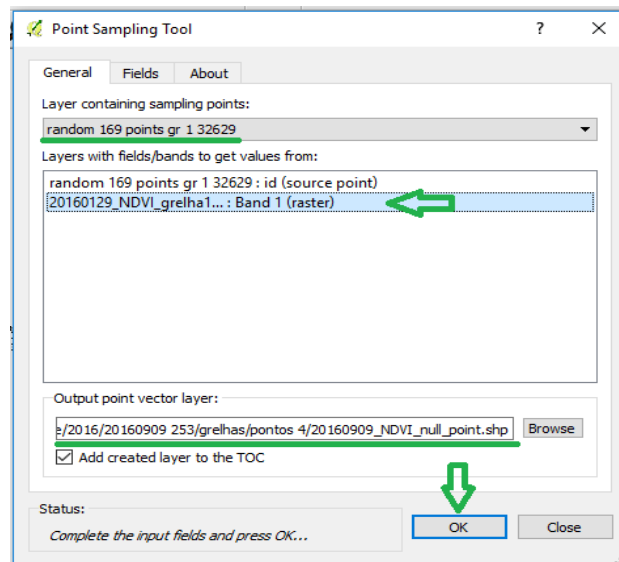 Point Sampling Tool
General Fields About
Layer containing sampling points:
random 169 points gr 1 32629
Layers with fields/bands to get values from:
random 169 points gr 1 32629 : id (source point)
20160129_NDVI_grelha1... : Band 1 (raster)
Output point vector layer:
e/2016/20160909 253/grelhas/pontos 4/20160909_NDVI_null_point.shp Browse
Add created layer to the TOC
Status:
Complete the input fields and press OK...
OK Close